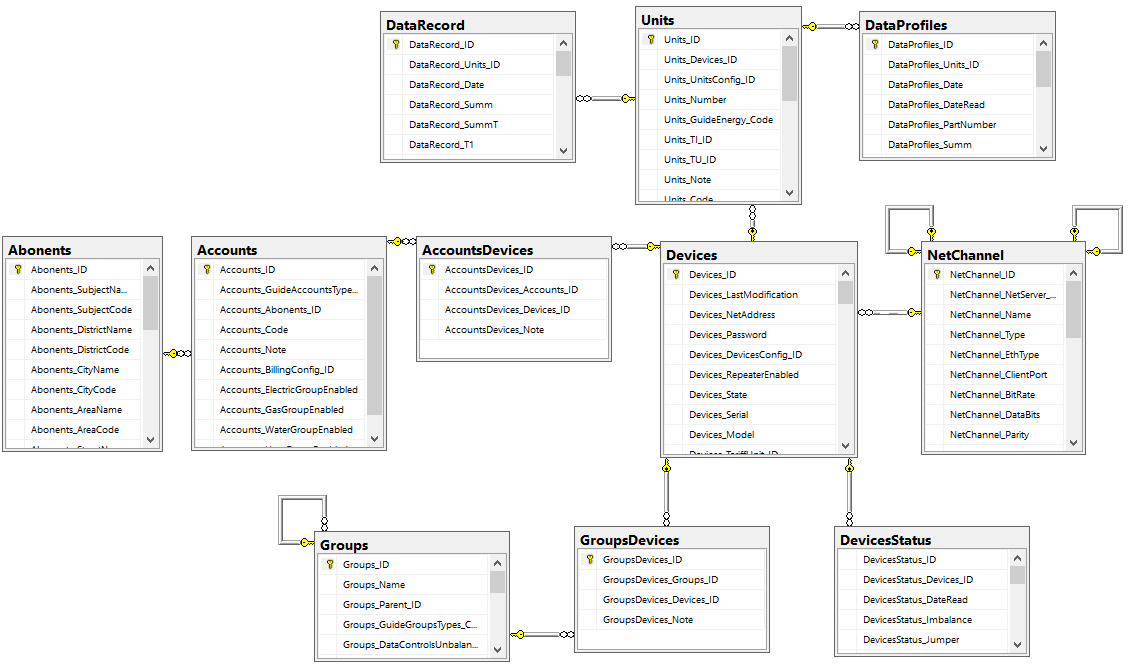 DataRecord
DataRecord_ID
DataRecord_Units_ID
DataRecord_Date
DataRecord_Summ
DataRecord_SummT
DataRecord_T1
Units
Units_ID
Units_Devices_ID
Units_UnitsConfig_ID
Units_Number
Units_GuideEnergy_Code
Units_TI_ID
Units_TU_ID
Units_Note
Units_Code
DataProfiles
DataProfiles_ID
DataProfiles_Units_ID
DataProfiles_Date
DataProfiles_DateRead
DataProfiles_PartNumber
DataProfiles_Summ
Abonents
Abonents_ID
Abonents_SubjectNa...
Abonents_SubjectCode
Abonents_DistrictName
Abonents_DistrictCode
Abonents_CityName
Abonents_CityCode
Abonents_AreaName
Abonents_AreaCode
Accounts
Accounts_ID
Accounts_GuideAccountsType...
Accounts_Abonents_ID
Accounts_Code
Accounts_Note
Accounts_BillingConfig_ID
Accounts_ElectricGroupEnabled
Accounts_GasGroupEnabled
Accounts_WaterGroupEnabled
AccountsDevices
AccountsDevices_ID
AccountsDevices_Accounts_ID
AccountsDevices_Devices_ID
AccountsDevices_Note
Devices
Devices_ID
Devices_LastModification
Devices_NetAddress
Devices_Password
Devices_DevicesConfig_ID
Devices_RepeaterEnabled
Devices_State
Devices_Serial
Devices_Model
Devices_TariffUnit_ID
NetChannel
NetChannel_ID
NetChannel_NetServer_...
NetChannel_Name
NetChannel_Type
NetChannel_EthType
NetChannel_ClientPort
NetChannel_BitRate
NetChannel_DataBits
NetChannel_Parity
Groups
Groups_ID
Groups_Name
Groups_Parent_ID
Groups_GuideGroupsTypes_C...
Groups_DataControlsUnbalan...
GroupsDevices
GroupsDevices_ID
GroupsDevices_Groups_ID
GroupsDevices_Devices_ID
GroupsDevices_Note
DevicesStatus
DevicesStatus_ID
DevicesStatus_Devices_ID
DevicesStatus_DateRead
DevicesStatus_Imbalance
DevicesStatus_Jumper